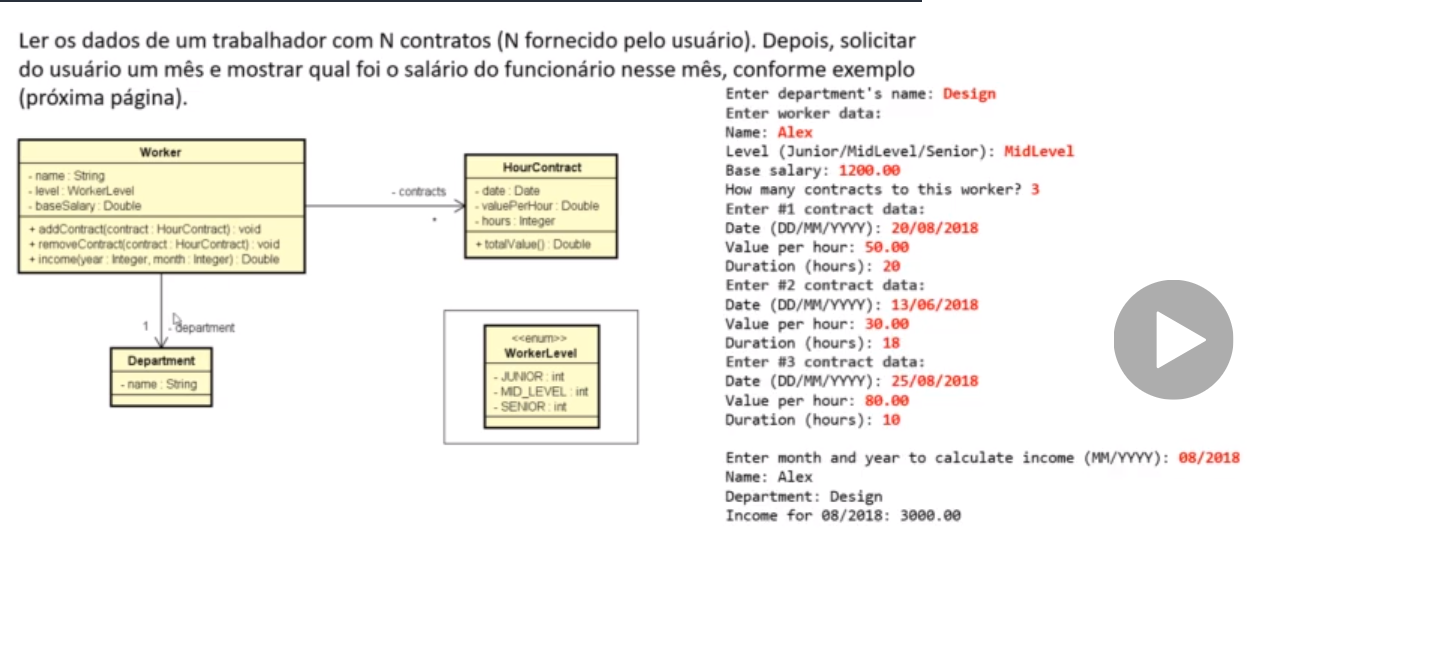 Ler os dados de um trabalhador com N contratos (N fornecido pelo usuário). Depois, solicitar
do usuário um mês e mostrar qual foi o salário do funcionário nesse mês, conforme exemplo
(próxima página).
Worker
- name : String
- level : WorkerLevel
- baseSalary : Double
+ addContract(contract : HourContract) : void
+ removeContract(contract : HourContract) : void
+ income(year : Integer, month : Integer) : Double
- contracts
*
HourContract
- date : Date
- valuePerHour : Double
- hours : Integer
+ totalValue() : Double
1
- department
Department
- name : String
<<enum>>
WorkerLevel
- JUNIOR : int
- MID_LEVEL : int
- SENIOR : int
Enter department's name: Design
Enter worker data:
Name: Alex
Level (Junior/MidLevel/Senior): MidLevel
Base salary: 1200.00
How many contracts to this worker? 3
Enter #1 contract data:
Date (DD/MM/YYYY): 20/08/2018
Value per hour: 50.00
Duration (hours): 20
Enter #2 contract data:
Date (DD/MM/YYYY): 13/06/2018
Value per hour: 30.00
Duration (hours): 18
Enter #3 contract data:
Date (DD/MM/YYYY): 25/08/2018
Value per hour: 80.00
Duration (hours): 10
Enter month and year to calculate income (MM/YYYY): 08/2018
Name: Alex
Department: Design
Income for 08/2018: 3000.00